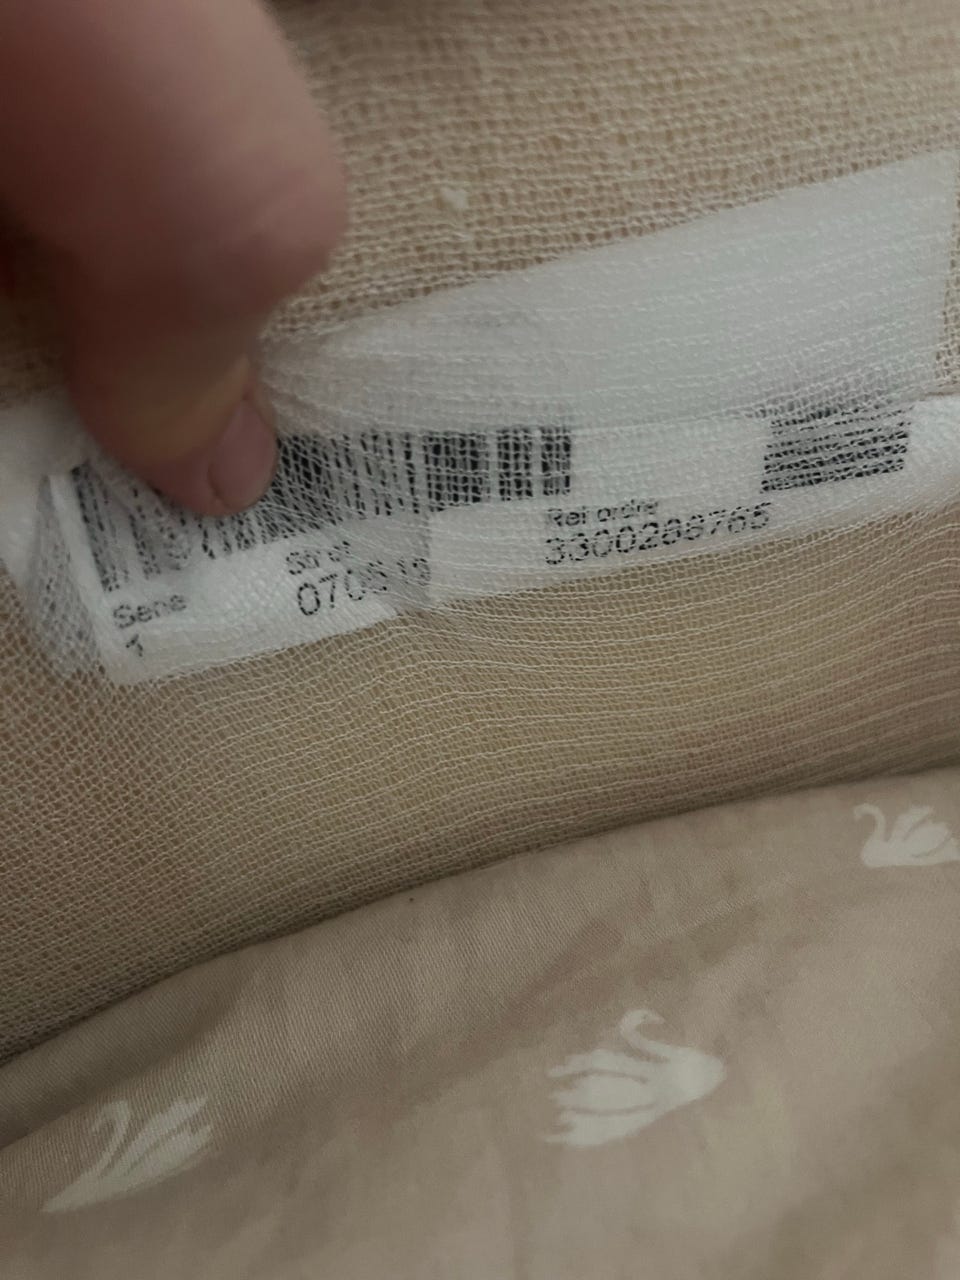 Serie
1
Ref ordre
3300288765